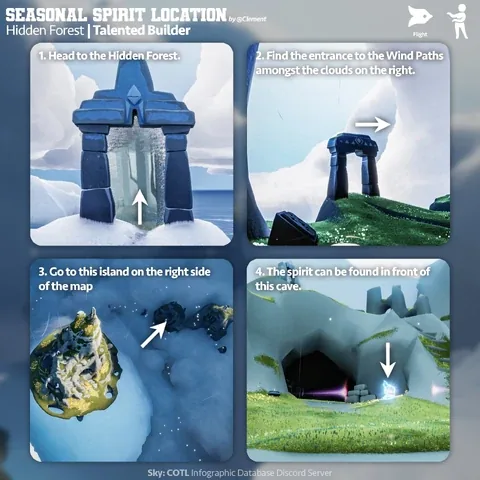 SEASONAL SPIRIT LOCATION by @Clement
Hidden Forest | Talented Builder
Flight
1. Head to the Hidden Forest.
2. Find the entrance to the Wind Paths
amongst the clouds on the right.
3. Go to this island on the right side
of the map
4. The spirit can be found in front of
this cave.
Sky: COTL Infographic Database Discord Server